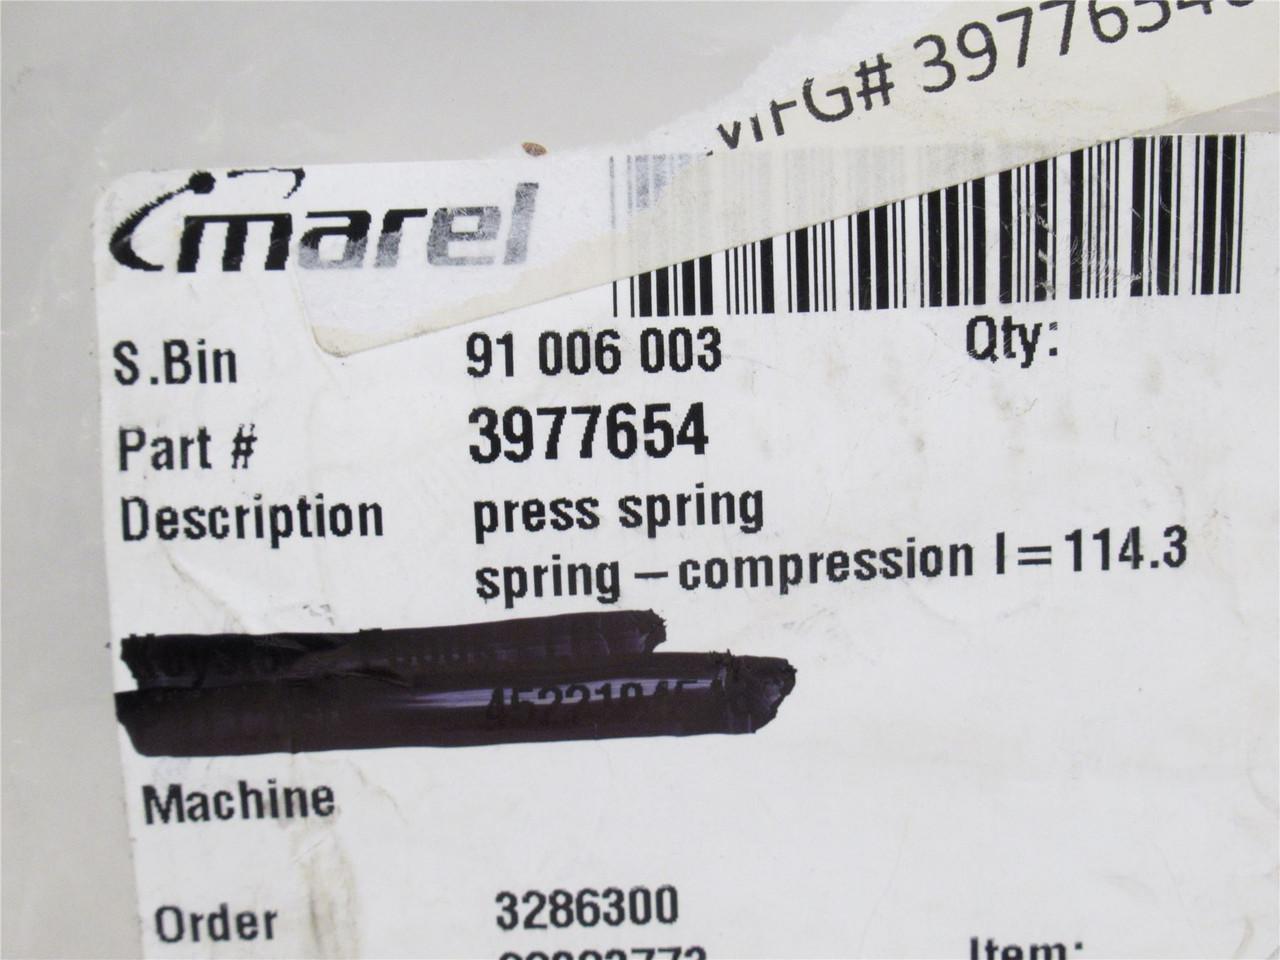 MFG# 3977654
marel
S.Bin 91 006 003 Qty:
Part # 3977654
Description press spring
spring-compression l=114.3
Machine
Order 3286300
Item: